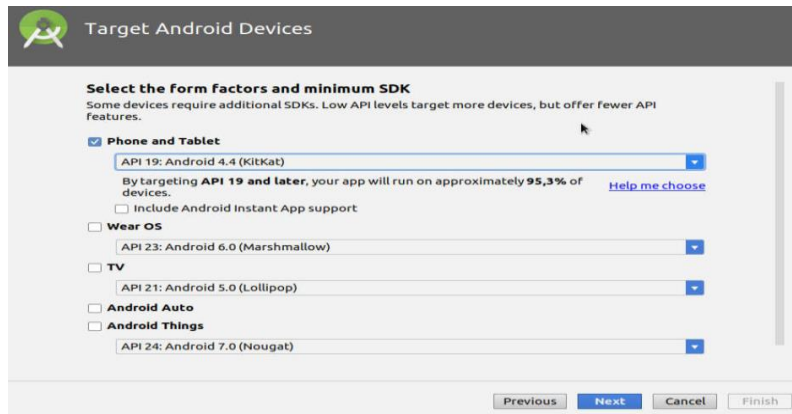 Target Android Devices
Select the form factors and minimum SDK
Some devices require additional SDKs. Low API levels target more devices, but offer fewer API
features.
Phone and Tablet
API 19: Android 4.4 (KitKat)
By targeting API 19 and later, your app will run on approximately 95,3% of
devices.
Help me choose
Include Android Instant App support
Wear OS
API 23: Android 6.0 (Marshmallow)
TV
API 21: Android 5.0 (Lollipop)
Android Auto
Android Things
API 24: Android 7.0 (Nougat)
Previous Next Cancel Finish